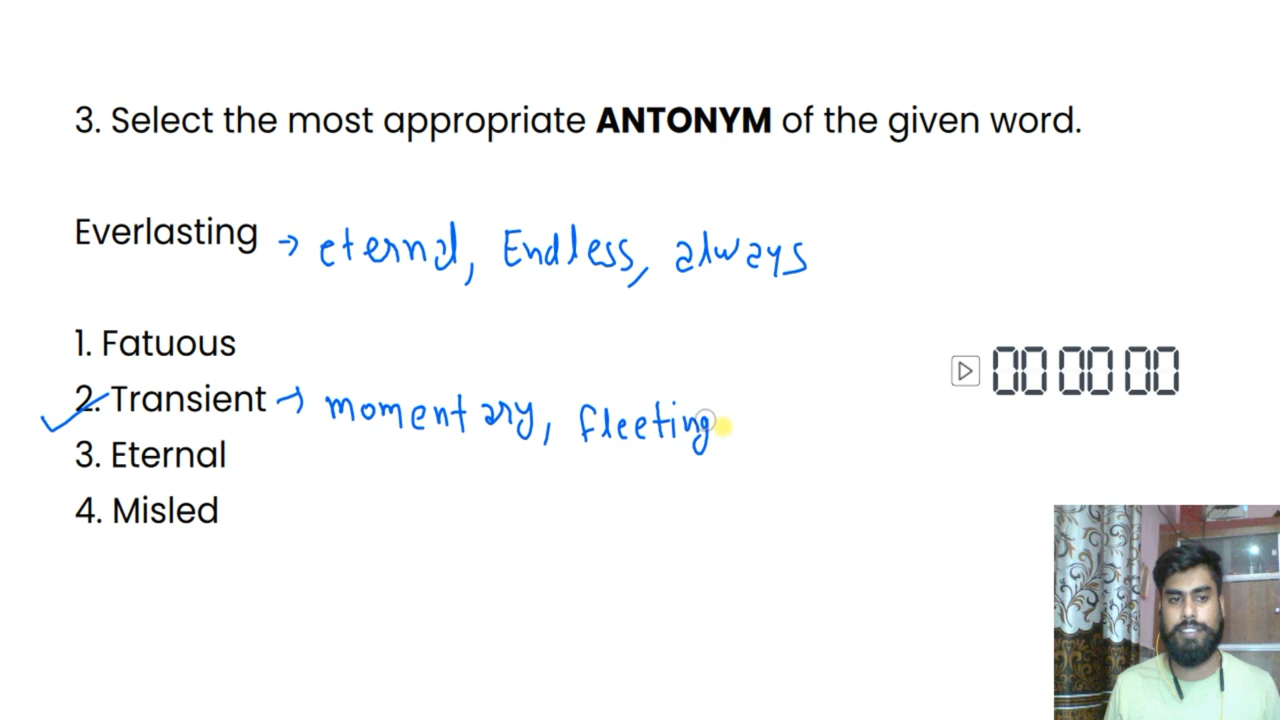 3. Select the most appropriate ANTONYM of the given word.
Everlasting → eternal, Endless, always
1. Fatuous
2. Transient → momentary, fleeting
3. Eternal
4. Misled
00 00 00